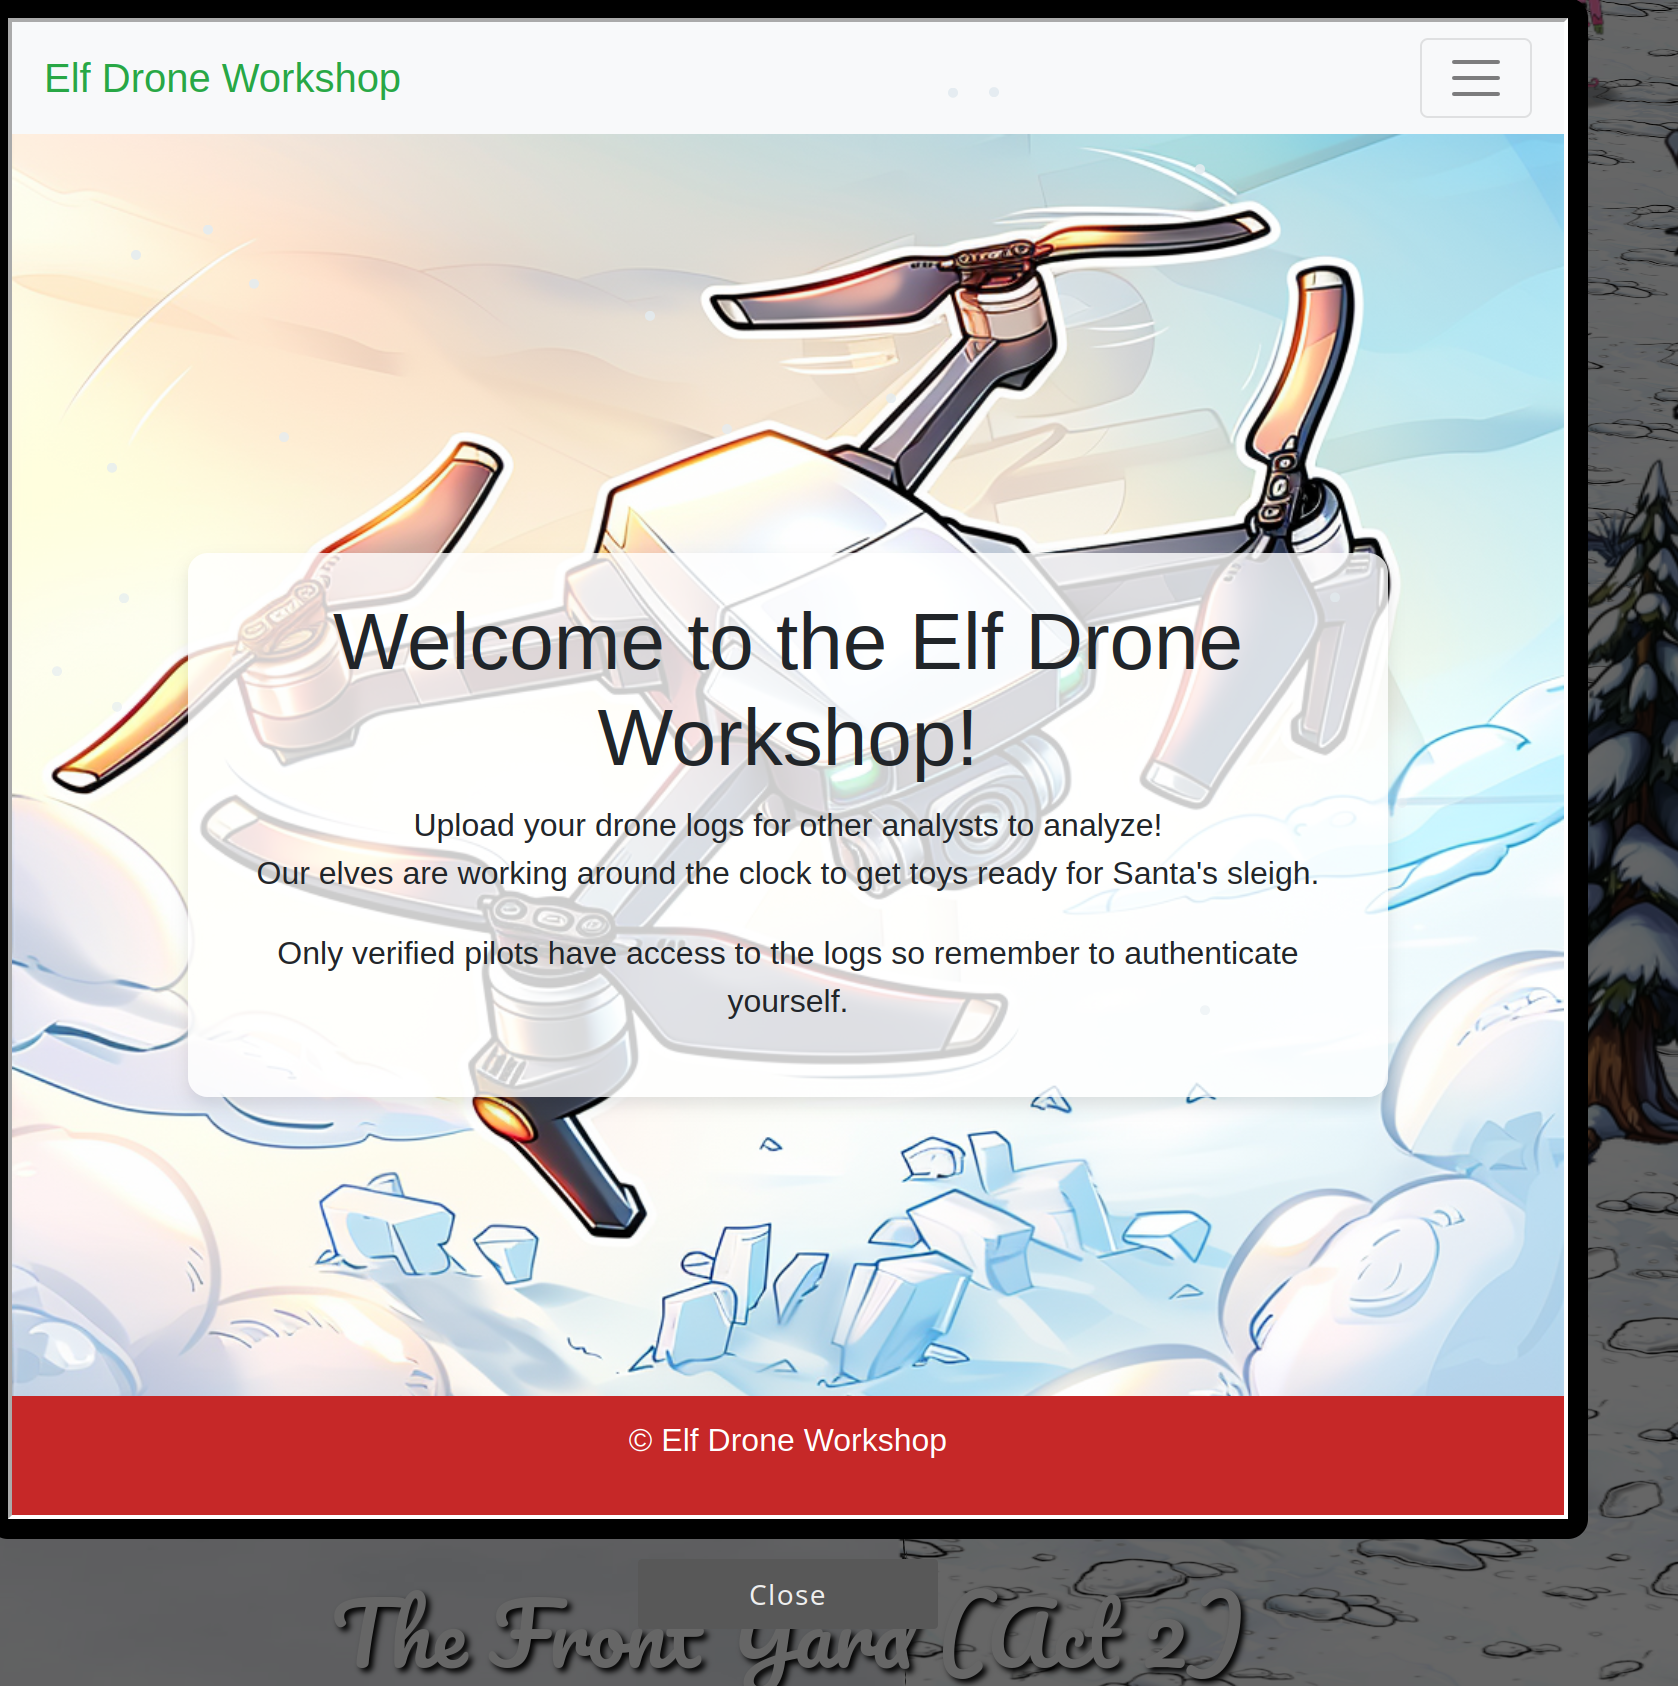 Elf Drone Workshop
Welcome to the Elf Drone
Workshop!
Upload your drone logs for other analysts to analyze!
Our elves are working around the clock to get toys ready for Santa's sleigh.
Only verified pilots have access to the logs so remember to authenticate
yourself.
© Elf Drone Workshop
Close
The Front Yard (Act 2)